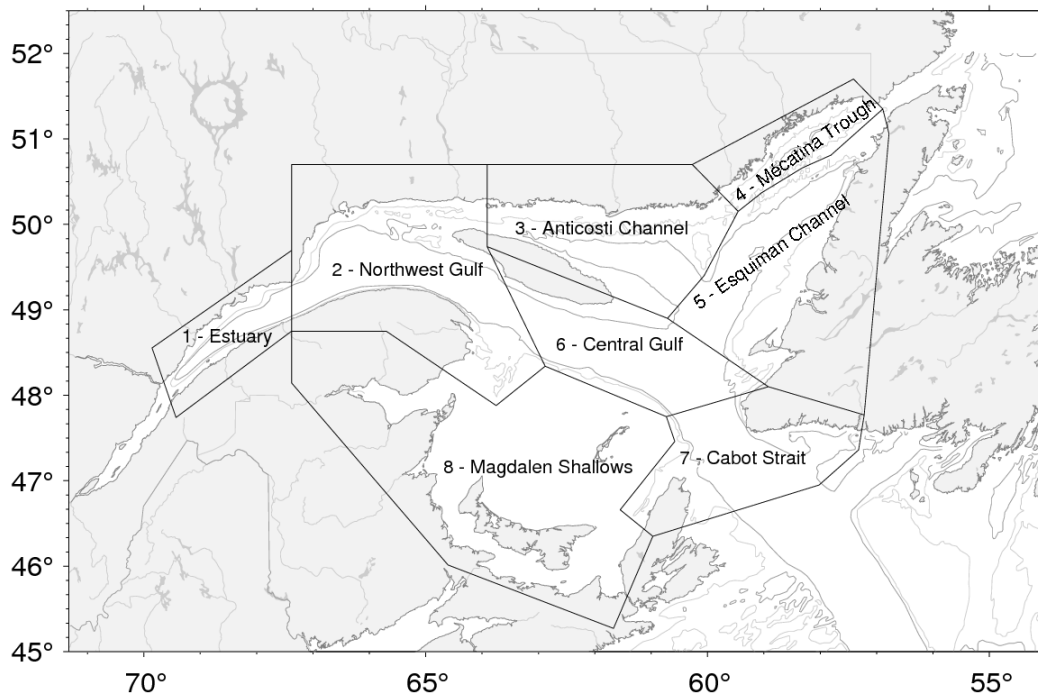 52°
51°
4 - Mécatina Trough
50°
3 - Anticosti Channel
5 - Esquiman Channel
2 - Northwest Gulf
49°
1 - Estuary
6 - Central Gulf
48°
7 - Cabot Strait
8 - Magdalen Shallows
47°
46°
45°
70° 65° 60° 55°